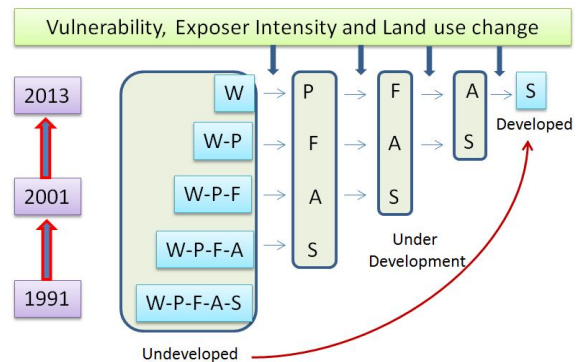 Vulnerability, Exposer Intensity and Land use change
2013
W
P
F
A
S
Developed
W-P
F
A
S
2001
W-P-F
A
S
W-P-F-A
S
Under
Development
1991
W-P-F-A-S
Undeveloped